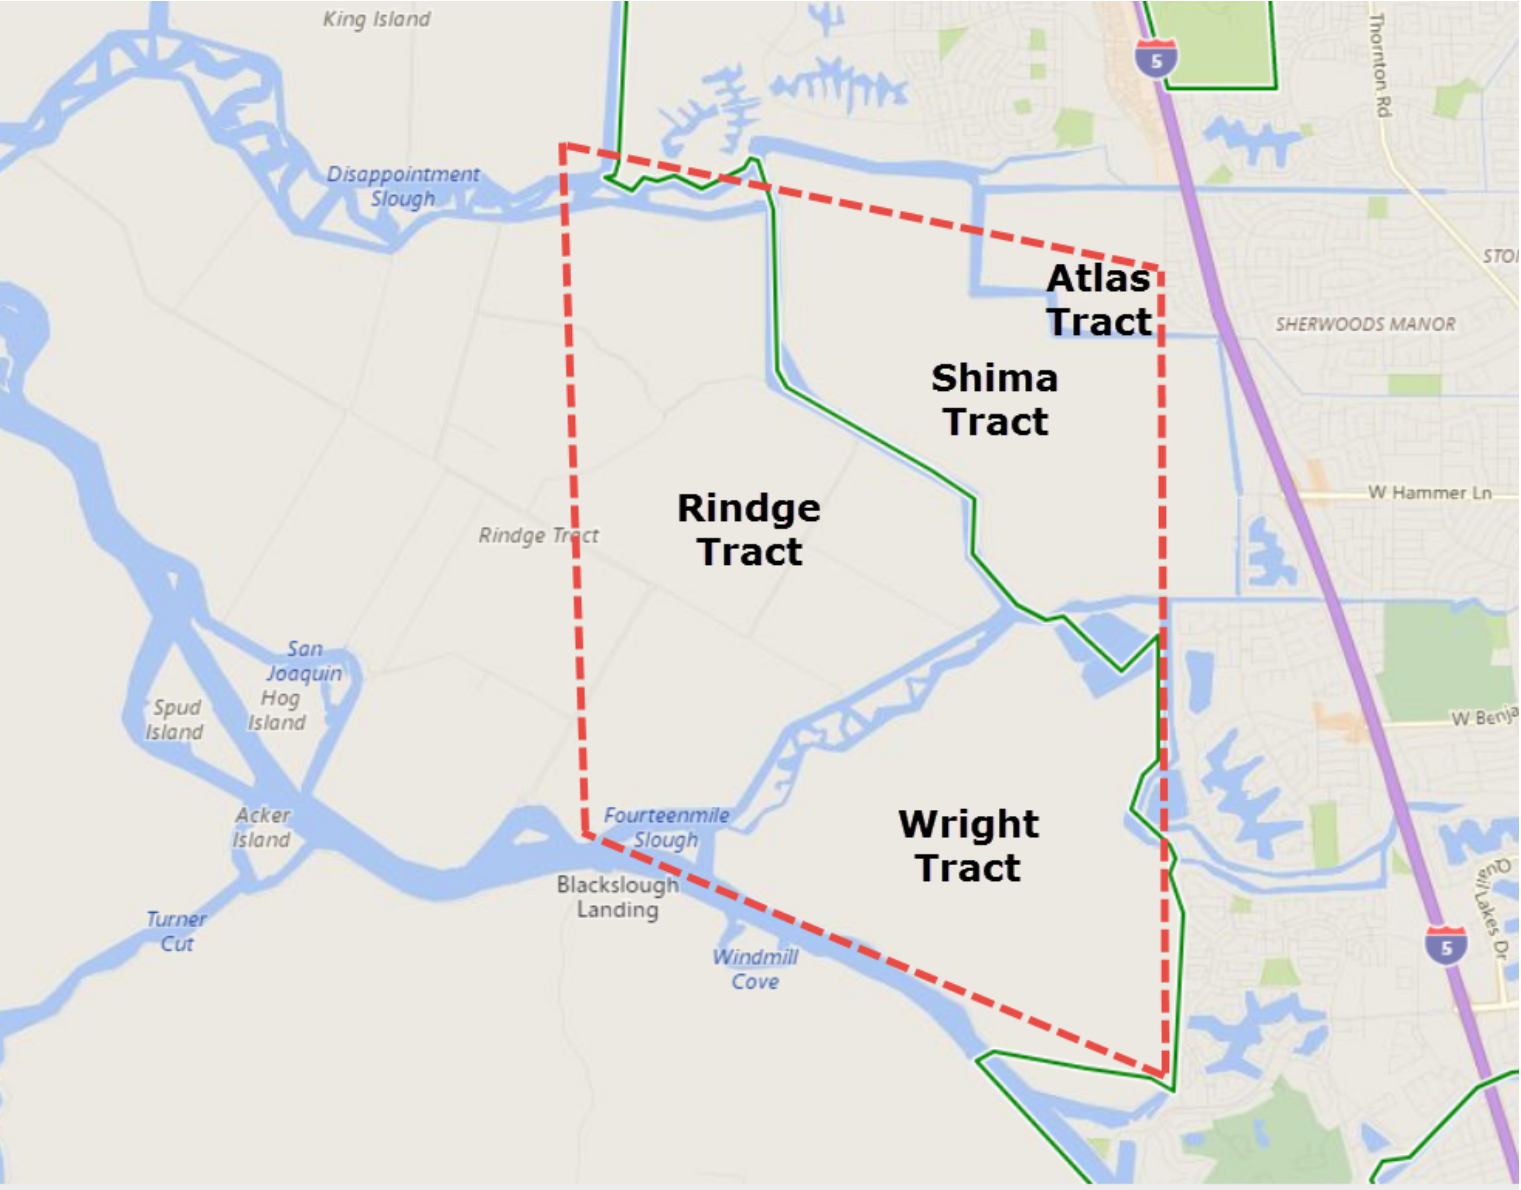 King Island
Thornton Rd
5
Disappointment
Slough
STO
Atlas
Tract
SHERWOODS MANOR
Shima
Tract
W Hammer Ln
Rindge
Tract
Rindge Tract
San
Joaquin
Hog
Island
Spud
Island
W Benja
Acker
Island
Fourteenmile
Slough
Wright
Tract
Quail Lakes Dr
Blackslough
Landing
Turner
Cut
5
Windmill
Cove